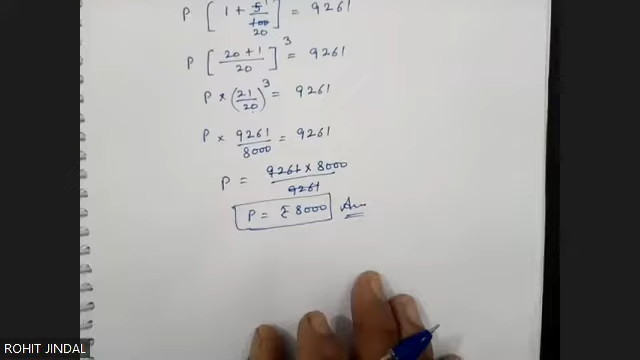 P [ 1 + 5/100 20 ] = 9261
P [ 20 + 1 / 20 ]³ = 9261
P × (21/20)³ = 9261
P × 9261/8000 = 9261
P = 9261 × 8000 / 9261
P = ₹ 8000 Ans
ROHIT JINDAL